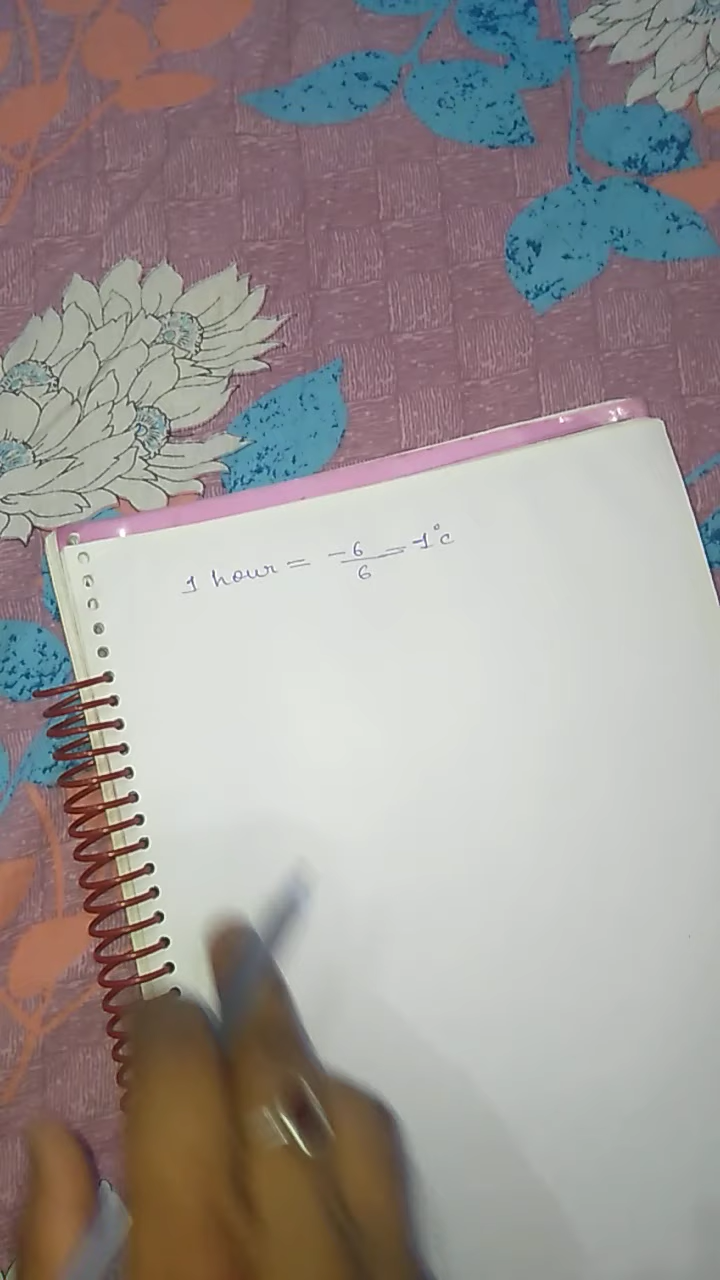 1 hour = -6/6 = -1°c